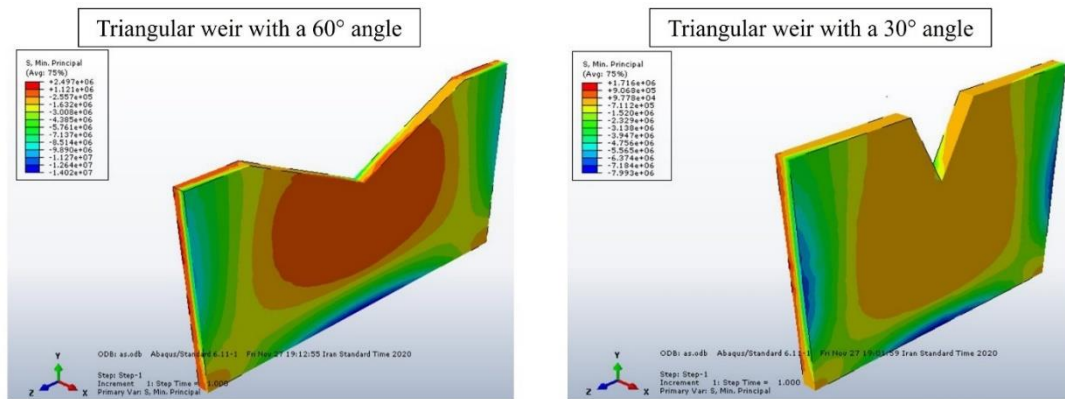 Triangular weir with a 60° angle
S, Min. Principal
(Avg: 75%)
+2.497e+06
+1.121e+06
-2.557e+05
-1.632e+06
-3.008e+06
-4.385e+06
-5.761e+06
-7.137e+06
-8.514e+06
-9.890e+06
-1.127e+07
-1.264e+07
-1.402e+07
ODB: as.odb Abaqus/Standard 6.11-1 Fri Nov 27 19:12:55 Iran Standard Time 2020
Step: Step-1
Increment 1: Step Time = 1.000
Primary Var: S, Min. Principal
Y
Z
X
Triangular weir with a 30° angle
S, Min. Principal
(Avg: 75%)
+1.716e+06
+9.068e+05
+9.778e+04
-7.112e+05
-1.520e+06
-2.329e+06
-3.138e+06
-3.947e+06
-4.756e+06
-5.565e+06
-6.374e+06
-7.184e+06
-7.993e+06
ODB: as.odb Abaqus/Standard 6.11-1 Fri Nov 27 Iran Standard Time 2020
Step: Step-1
Increment 1: Step Time = 1.000
Primary Var: S, Min. Principal
Y
Z
X